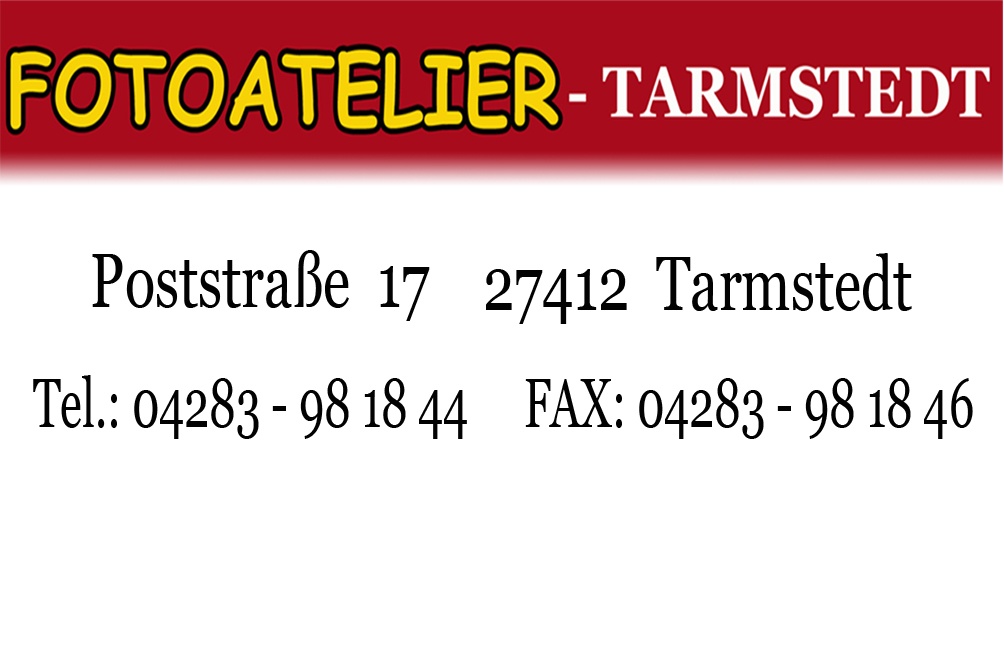 FOTOATELIER - TARMSTEDT
Poststraße 17 27412 Tarmstedt
Tel.: 04283 - 98 18 44 FAX: 04283 - 98 18 46